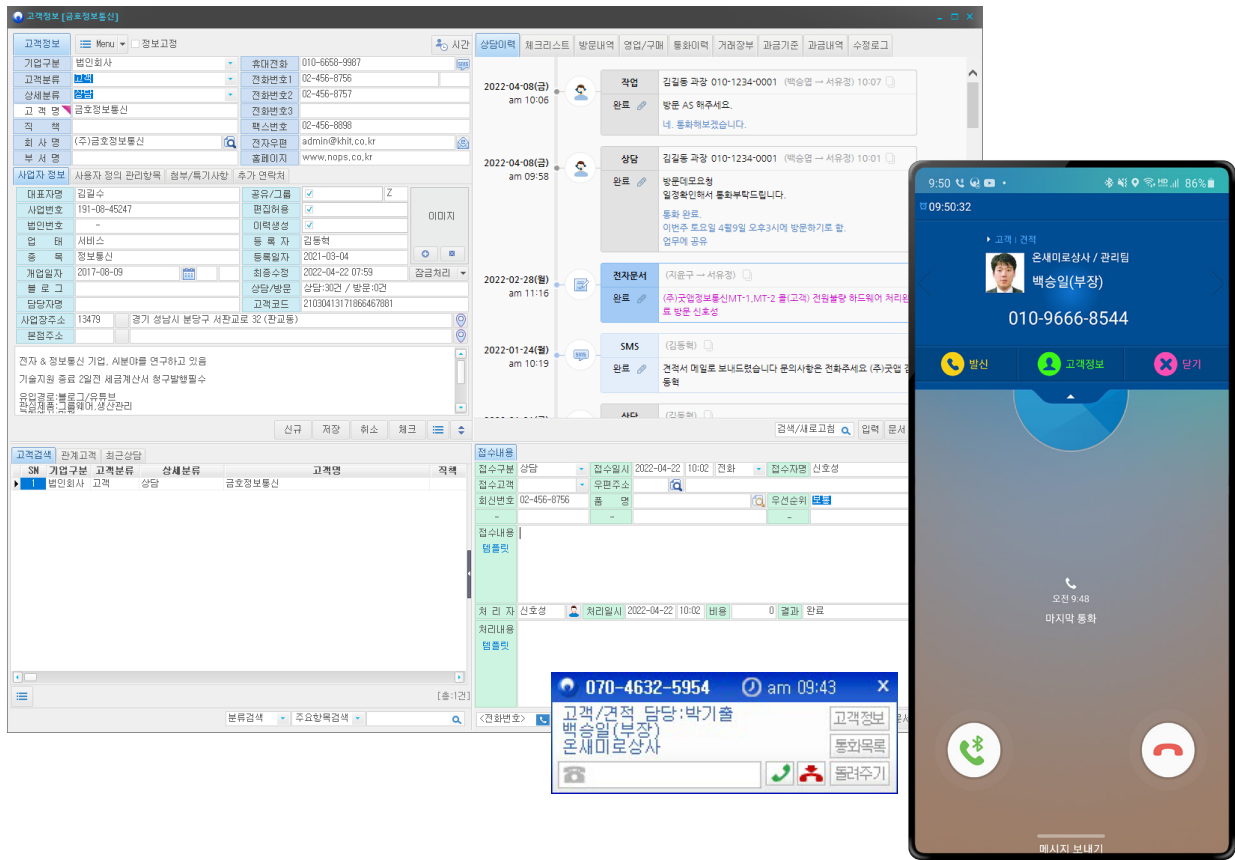 고객정보 [금호정보통신]
고객정보 Menu 정보고정 시간
기업구분 법인회사 휴대전화 010-6658-9987
고객분류 고객 전화번호1 02-456-8756
상세분류 상담 전화번호2 02-456-8757
고 객 명 금호정보통신 전화번호3
직 책 팩스번호 02-456-8898
회 사 명 (주)금호정보통신 전자우편 admin@khit.co.kr
부 서 명 홈페이지 www.nops.co.kr
사업자 정보 사용자 정의 관리항목 첨부/특기사항 추가 연락처
대표자명 김길수 공유/그룹 Z
사업번호 191-08-45247 편집허용 이미지
법인번호 - 이력생성
업 태 서비스 등 록 자 김동혁
종 목 정보통신 등록일자 2021-03-04
개업일자 2017-08-09 최종수정 2022-04-22 07:59 잠금처리
블 로 그 상담/방문 상담:30건 / 방문:0건
담당자명 고객코드 21030413171866467881
사업장주소 13479 경기 성남시 분당구 서판교로 32 (판교동)
본점주소
전자 & 정보통신 기업, AI분야를 연구하고 있음
기술지원 종료 2일전 세금계산서 청구발행필수
유입경로:블로그/유튜브
관심제품:그룹웨어,생산관리
신규 저장 취소 체크
고객검색 관계고객 최근상담
SN 기업구분 고객분류 상세분류 고객명 직책
1 법인회사 고객 상담 금호정보통신
[총:1건]
분류검색 주요항목검색
상담이력 체크리스트 방문내역 영업/구매 통화이력 거래장부 과금기준 과금내역 수정로그
2022-04-08(금) am 10:06
작업 김길동 과장 010-1234-0001 (백승엽 → 서유정) 10:07
완료 방문 AS 해주세요.
네. 통화해보겠습니다.
2022-04-08(금) am 09:58
상담 김길동 과장 010-1234-0001 (백승엽 → 서유정) 10:01
완료 방문데모요청
일정확인해서 통화부탁드립니다.
통화 완료.
이번주 토요일 4월9일 오후3시에 방문하기로 함.
업무에 공유
2022-02-28(월) am 11:16
전자문서 (지윤구 → 서유정)
완료 (주)굿앱정보통신MT-1,MT-2 콜(고객) 전원불량 하드웨어 처리완
료 방문 신호성
2022-01-24(월) am 10:19
SMS (김동혁)
완료 견적서 메일로 보내드렸습니다 문의사항은 전화주세요 (주)굿앱 김
동혁
상담 (김동혁)
검색/새로고침 입력 문서
접수내용
접수구분 상담 접수일시 2022-04-22 10:02 전화 접수자명 신호성
접수고객 우편주소
회신번호 02-456-8756 품 명 우선순위 보통
- - -
접수내용
템플릿
처 리 자 신호성 처리일시 2022-04-22 10:02 비용 0 결과 완료
처리내용
템플릿
<전화번호>
070-4632-5954 am 09:43 X
고객/견적 담당:박기출
백승일(부장)
온새미로상사
고객정보
통화목록
돌려주기
9:50 86%
09:50:32
고객 | 견적
온새미로상사 / 관리팀
백승일(부장)
010-9666-8544
발신 고객정보 닫기
오전 9:48
마지막 통화
메시지 보내기